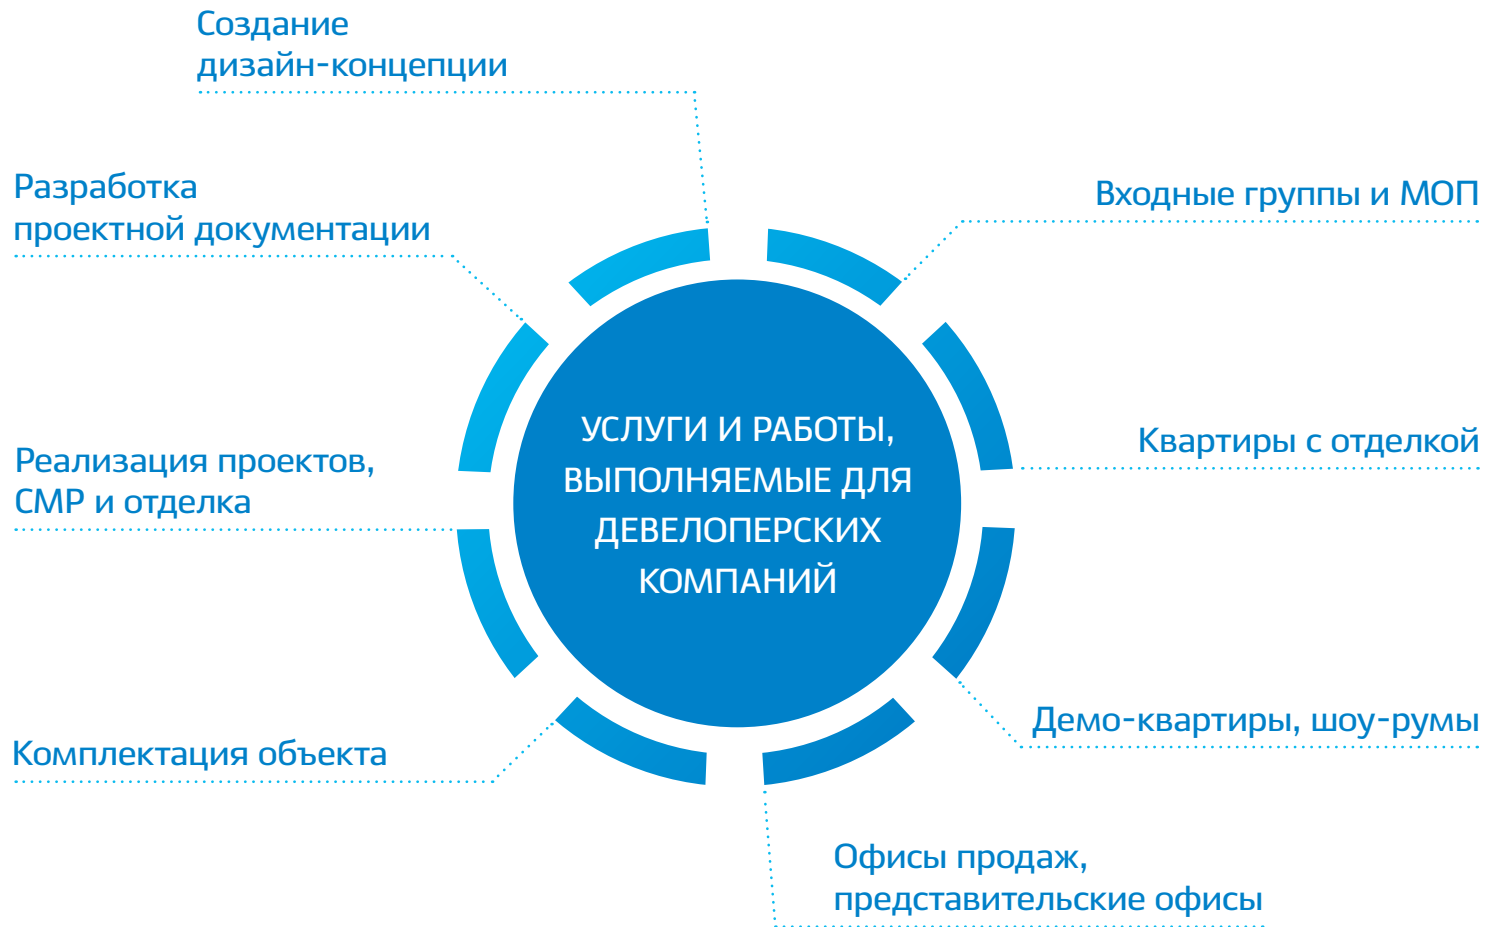 Создание
дизайн-концепции
Разработка
проектной документации
Входные группы и МОП
УСЛУГИ И РАБОТЫ,
ВЫПОЛНЯЕМЫЕ ДЛЯ
ДЕВЕЛОПЕРСКИХ
КОМПАНИЙ
Реализация проектов,
СМР и отделка
Квартиры с отделкой
Комплектация объекта
Демо-квартиры, шоу-румы
Офисы продаж,
представительские офисы